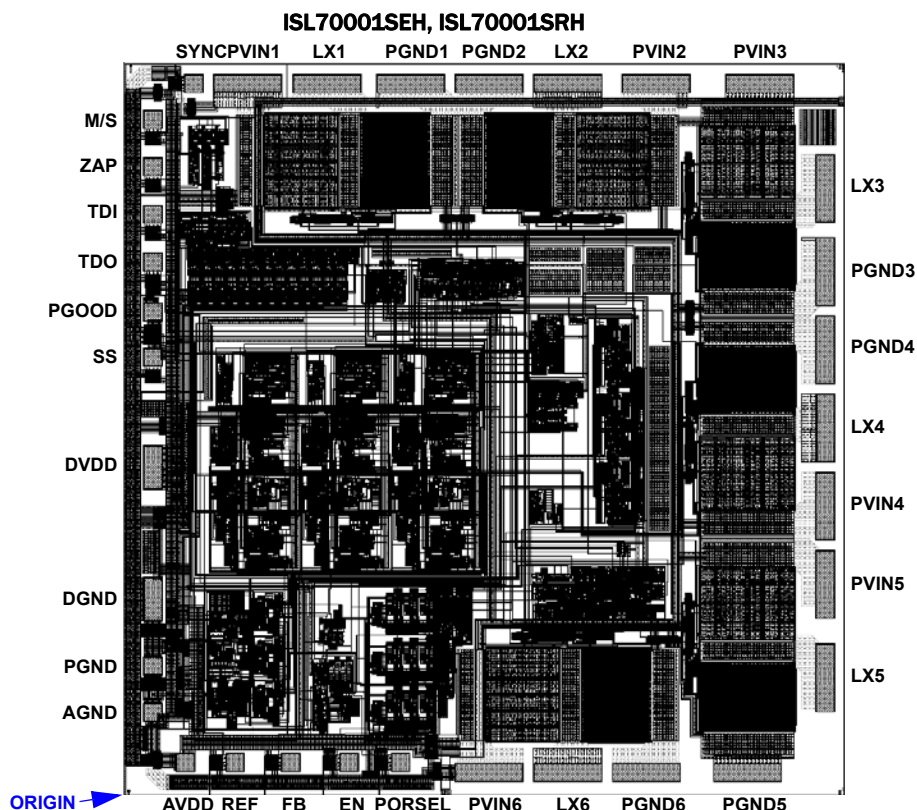 ISL70001SEH, ISL70001SRH
SYNC PVIN1 LX1 PGND1 PGND2 LX2 PVIN2 PVIN3
M/S
ZAP
TDI
TDO
PGOOD
SS
DVDD
DGND
PGND
AGND
LX3
PGND3
PGND4
LX4
PVIN4
PVIN5
LX5
ORIGIN
AVDD REF FB EN PORSEL PVIN6 LX6 PGND6 PGND5